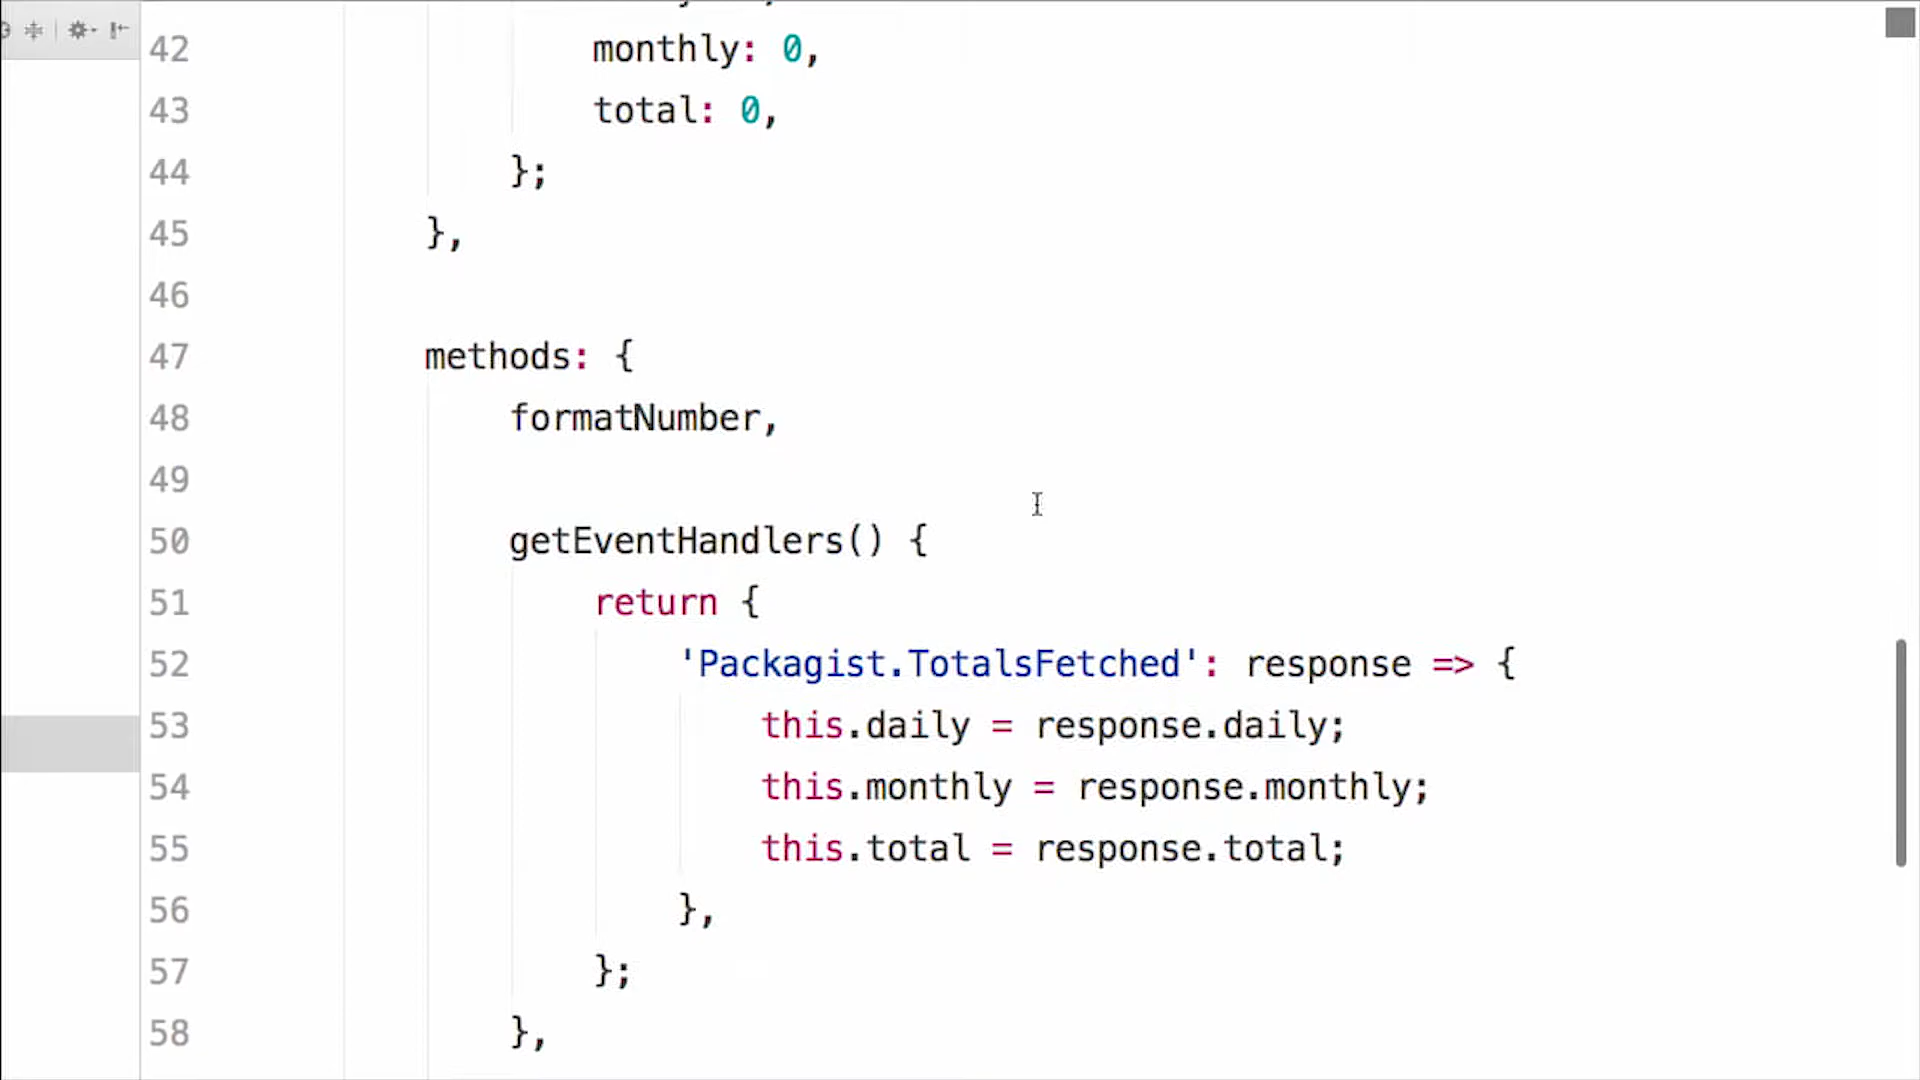 42 monthly: 0,
43 total: 0,
44 };
45 },
46
47 methods: {
48 formatNumber,
49
50 getEventHandlers() {
51 return {
52 'Packagist.TotalsFetched': response => {
53 this.daily = response.daily;
54 this.monthly = response.monthly;
55 this.total = response.total;
56 },
57 };
58 },